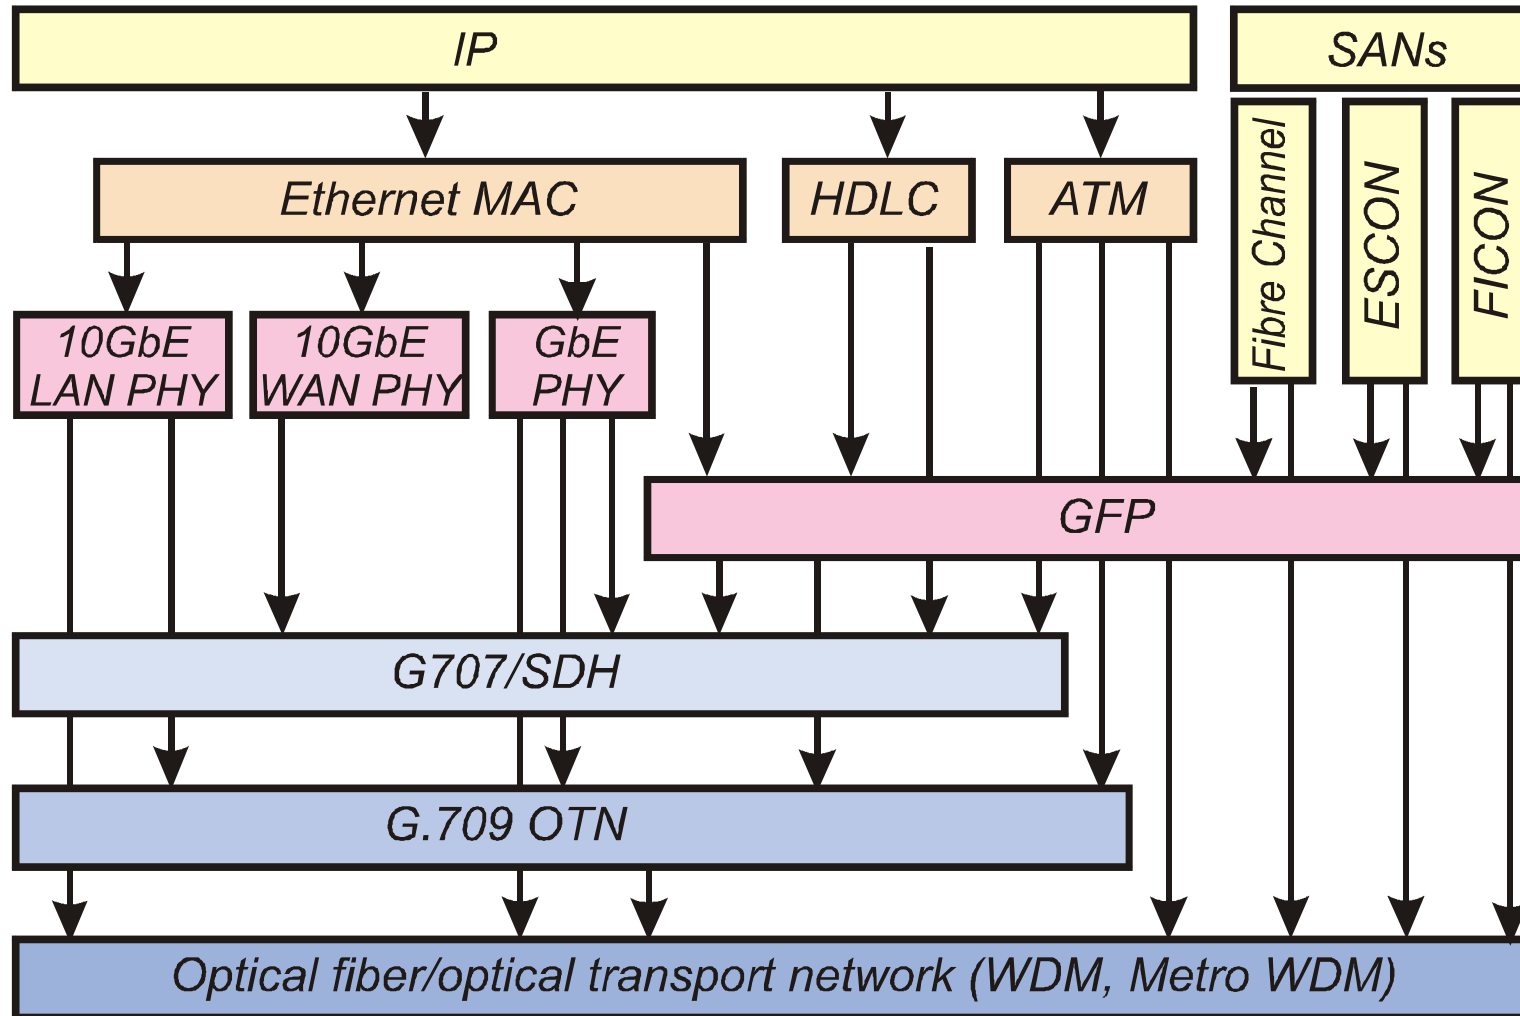 IP
SANs
Ethernet MAC
HDLC
ATM
Fibre Channel
ESCON
FICON
10GbE
LAN PHY
10GbE
WAN PHY
GbE
PHY
GFP
G707/SDH
G.709 OTN
Optical fiber/optical transport network (WDM, Metro WDM)